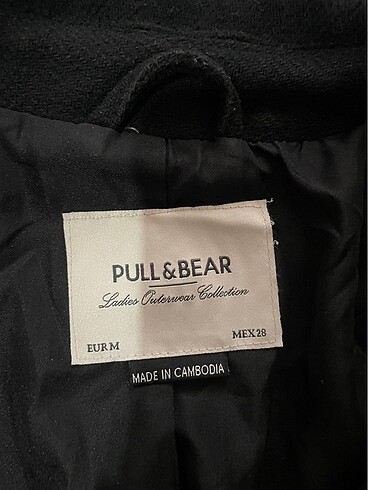 PULL&BEAR
Ladies Outerwear Collection
EUR M MEX 28
MADE IN CAMBODIA